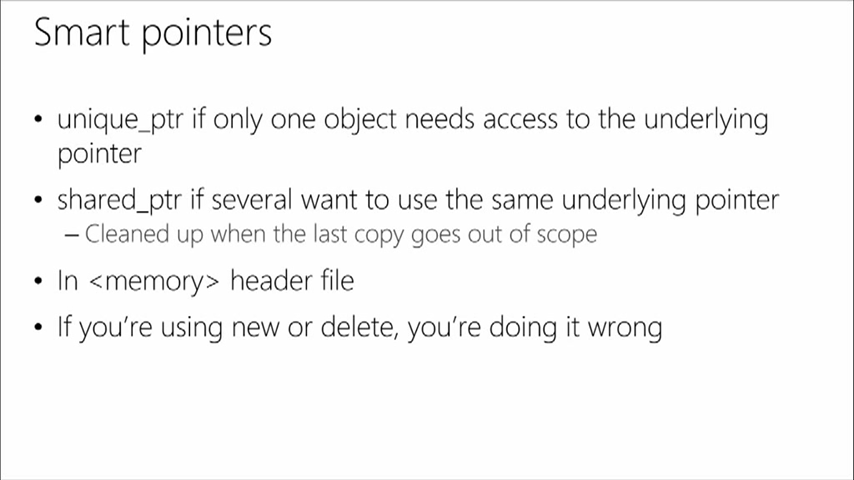 Smart pointers
• unique_ptr if only one object needs access to the underlying
pointer
• shared_ptr if several want to use the same underlying pointer
– Cleaned up when the last copy goes out of scope
• In <memory> header file
• If you’re using new or delete, you’re doing it wrong